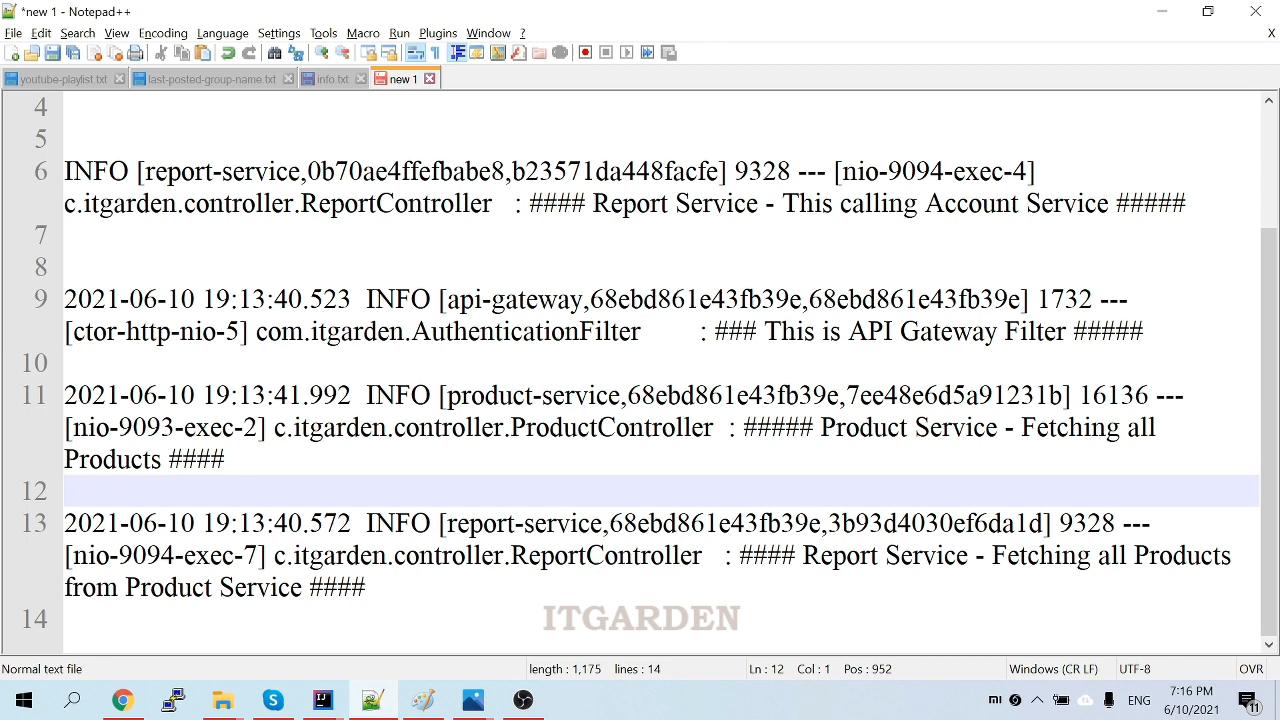 *new 1 - Notepad++
File Edit Search View Encoding Language Settings Tools Macro Run Plugins Window ? X
youtube-playlist.txt last-posted-group-name.txt info.txt new 1
4
5
6 INFO [report-service,0b70ae4ffefbabe8,b23571da448facfe] 9328 --- [nio-9094-exec-4]
c.itgarden.controller.ReportController : #### Report Service - This calling Account Service #####
7
8
9 2021-06-10 19:13:40.523 INFO [api-gateway,68ebd861e43fb39e,68ebd861e43fb39e] 1732 ---
[ctor-http-nio-5] com.itgarden.AuthenticationFilter : ### This is API Gateway Filter #####
10
11 2021-06-10 19:13:41.992 INFO [product-service,68ebd861e43fb39e,7ee48e6d5a91231b] 16136 ---
[nio-9093-exec-2] c.itgarden.controller.ProductController : ##### Product Service - Fetching all
Products ####
12
13 2021-06-10 19:13:40.572 INFO [report-service,68ebd861e43fb39e,3b93d4030ef6da1d] 9328 ---
[nio-9094-exec-7] c.itgarden.controller.ReportController : #### Report Service - Fetching all Products
from Product Service ####
14
ITGARDEN
Normal text file length : 1,175 lines : 14 Ln : 12 Col : 1 Pos : 952 Windows (CR LF) UTF-8 OVR
ENG 7:16 PM
6/10/2021 11